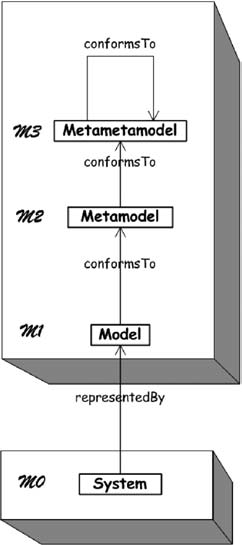 conformsTo
M3 Metametamodel
conformsTo
M2 Metamodel
conformsTo
M1 Model
representedBy
M0 System